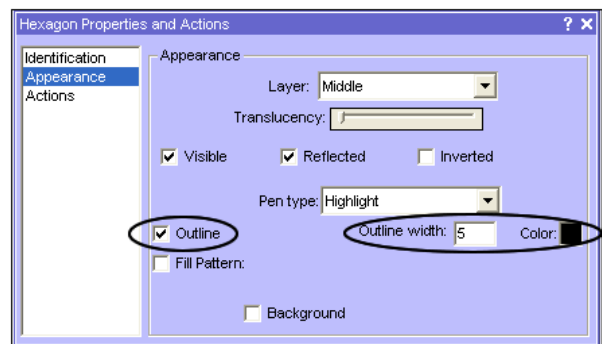 Hexagon Properties and Actions ? ×
Identification
Appearance
Actions
Appearance
Layer: Middle
Translucency:
Visible Reflected Inverted
Pen type: Highlight
Outline Outline width: 5 Color:
Fill Pattern:
Background